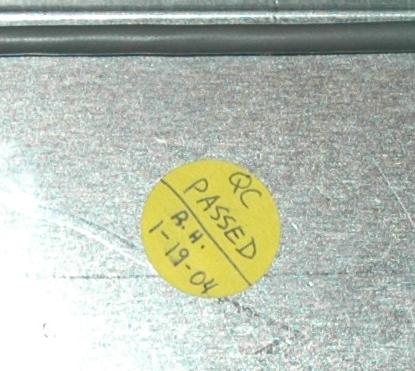 QC
PASSED
R.H.
1-19-04